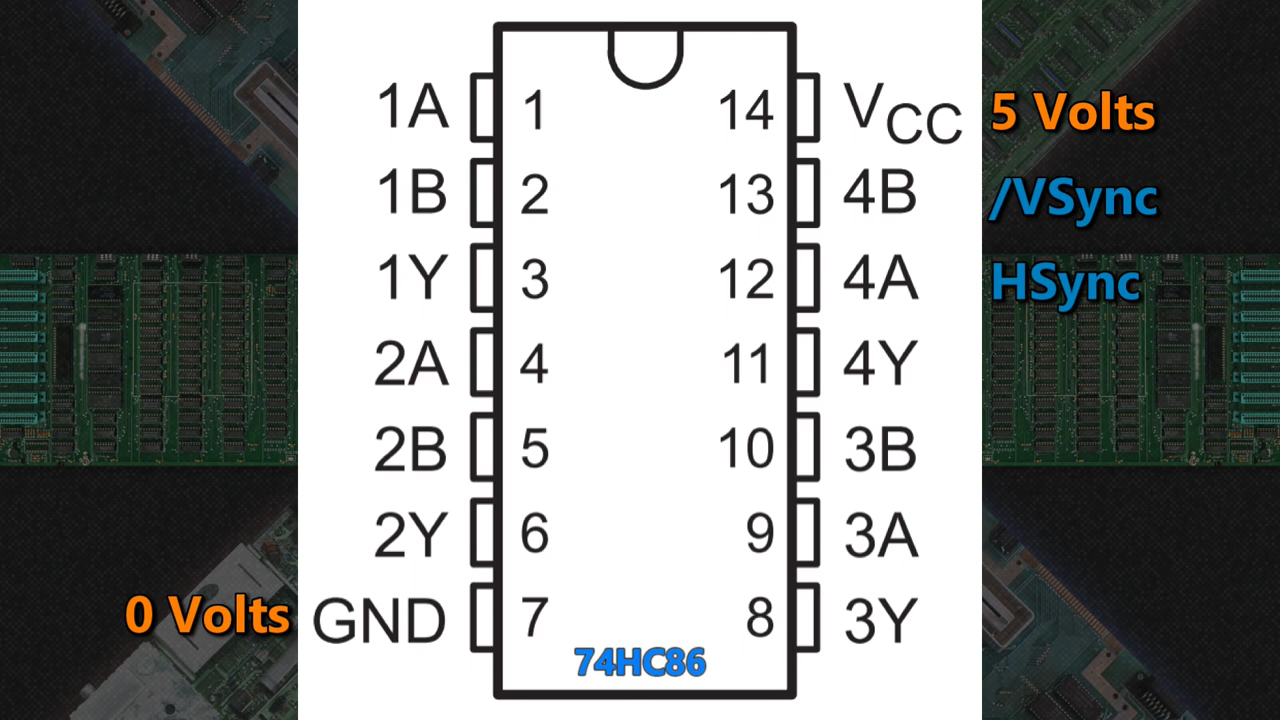 1A 1 14 VCC 5 Volts
1B 2 13 4B /VSync
1Y 3 12 4A HSync
2A 4 11 4Y
2B 5 10 3B
2Y 6 9 3A
0 Volts GND 7 8 3Y
74HC86